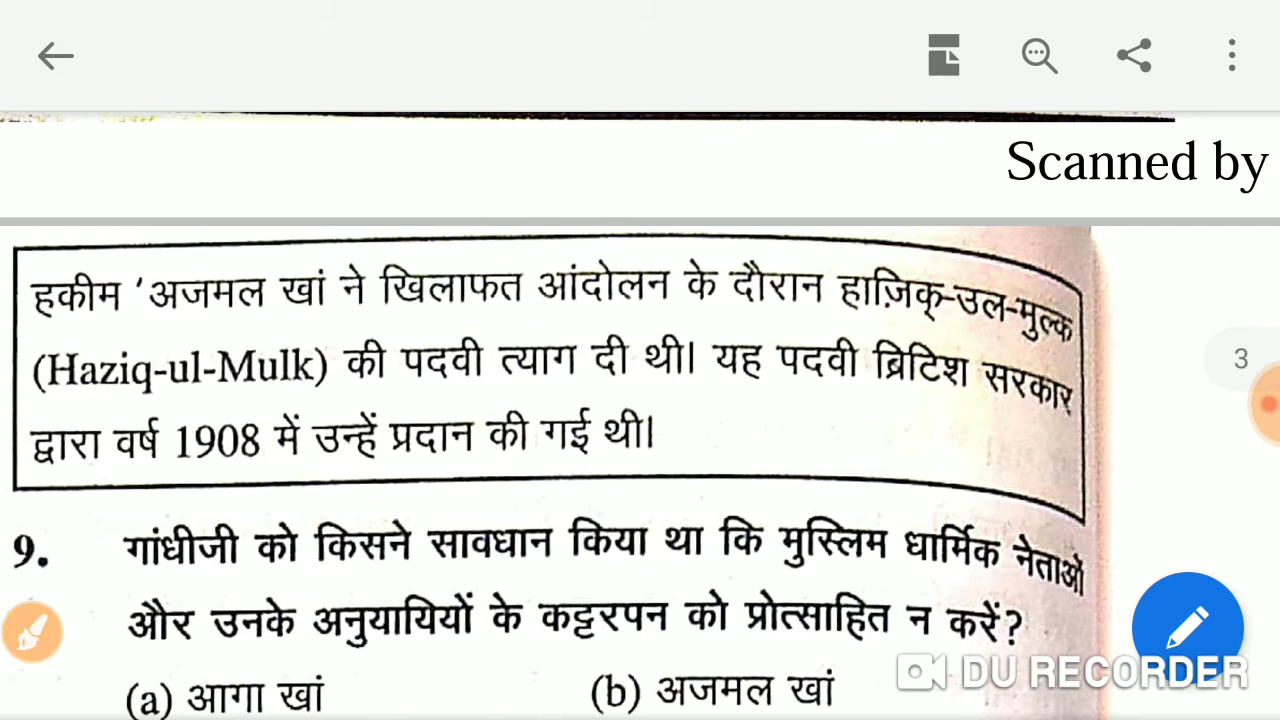 Scanned by
हकीम 'अजमल खां ने खिलाफत आंदोलन के दौरान हाज़िक्-उल-मुल्क
(Haziq-ul-Mulk) की पदवी त्याग दी थी। यह पदवी ब्रिटिश सरकार
द्वारा वर्ष 1908 में उन्हें प्रदान की गई थी।
3
9. गांधीजी को किसने सावधान किया था कि मुस्लिम धार्मिक नेताओं
और उनके अनुयायियों के कट्टरपन को प्रोत्साहित न करें?
DU RECORDER
(a) आगा खां (b) अजमल खां